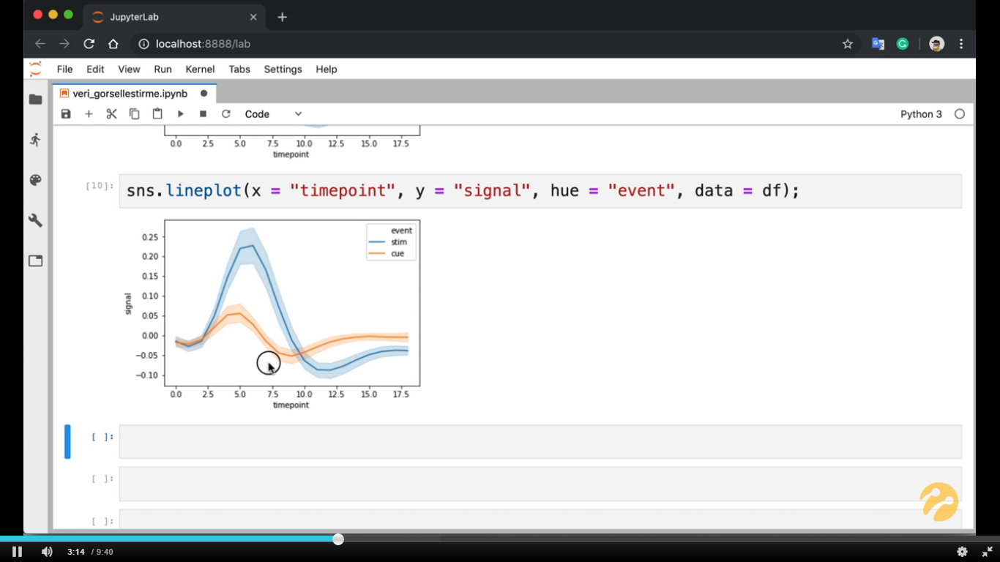 JupyterLab
localhost:8888/lab
File Edit View Run Kernel Tabs Settings Help
veri_gorsellestirme.ipynb
Code
Python 3
0.0 2.5 5.0 7.5 10.0 12.5 15.0 17.5
timepoint
[10]: sns.lineplot(x = "timepoint", y = "signal", hue = "event", data = df);
event
stim
cue
0.25
0.20
0.15
0.10
0.05
0.00
−0.05
−0.10
signal
0.0 2.5 5.0 7.5 10.0 12.5 15.0 17.5
timepoint
[ ]:
[ ]:
[ ]:
3:14 / 9:40